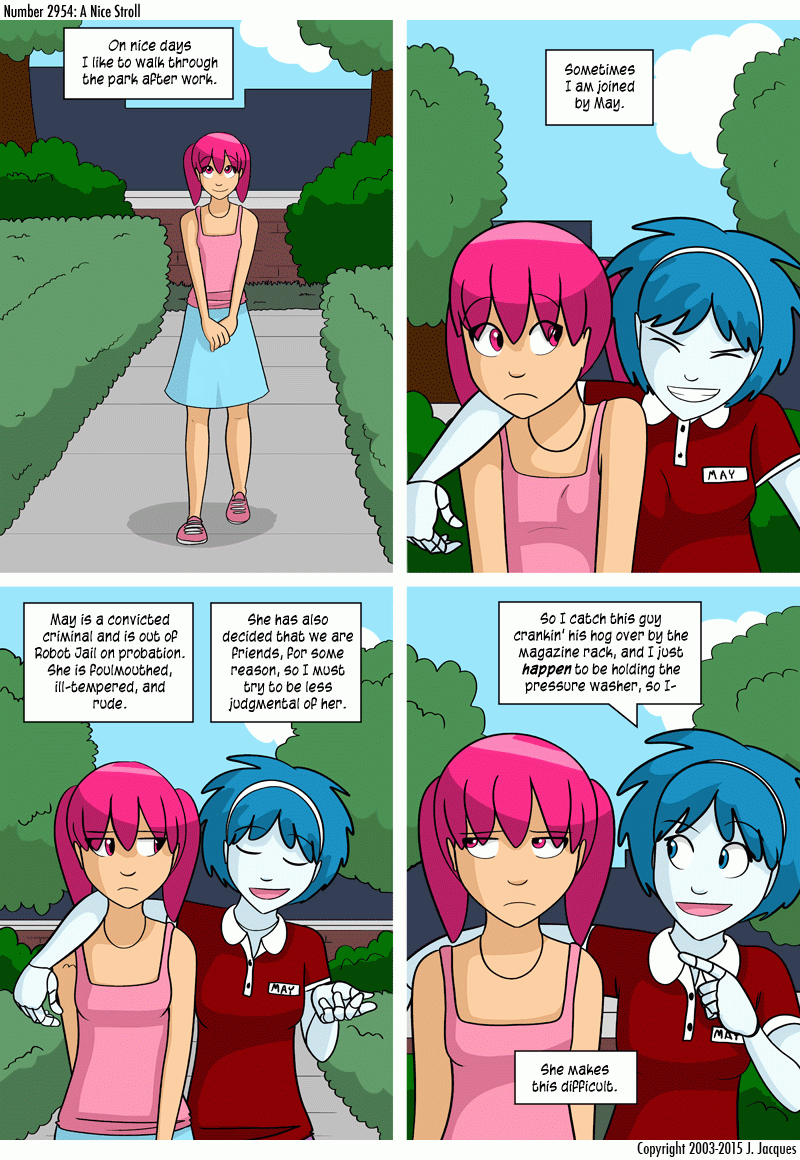 Number 2954: A Nice Stroll
On nice days
I like to walk through
the park after work.
Sometimes
I am joined
by May.
MAY
May is a convicted
criminal and is out of
Robot Jail on probation.
She is foulmouthed,
ill-tempered, and
rude.
She has also
decided that we are
friends, for some
reason, so I must
try to be less
judgmental of her.
MAY
So I catch this guy
crankin' his hog over by the
magazine rack, and I just
happen to be holding the
pressure washer, so I-
MAY
She makes
this difficult.
Copyright 2003-2015 J. Jacques